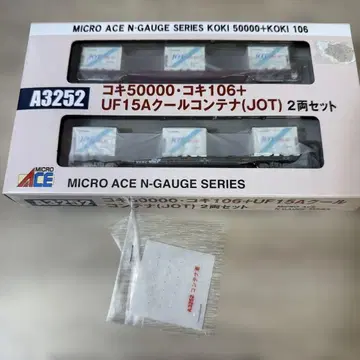 MICRO ACE N-GAUGE SERIES KOKI 50000+KOKI 106
A3252
コキ50000・コキ106+
UF15Aクールコンテナ(JOT) 2両セット
MICRO
ACE
MICRO ACE N-GAUGE SERIES
A3252
コキ50000・コキ106+UF15Aクール
コンテナ(JOT) 2両セット